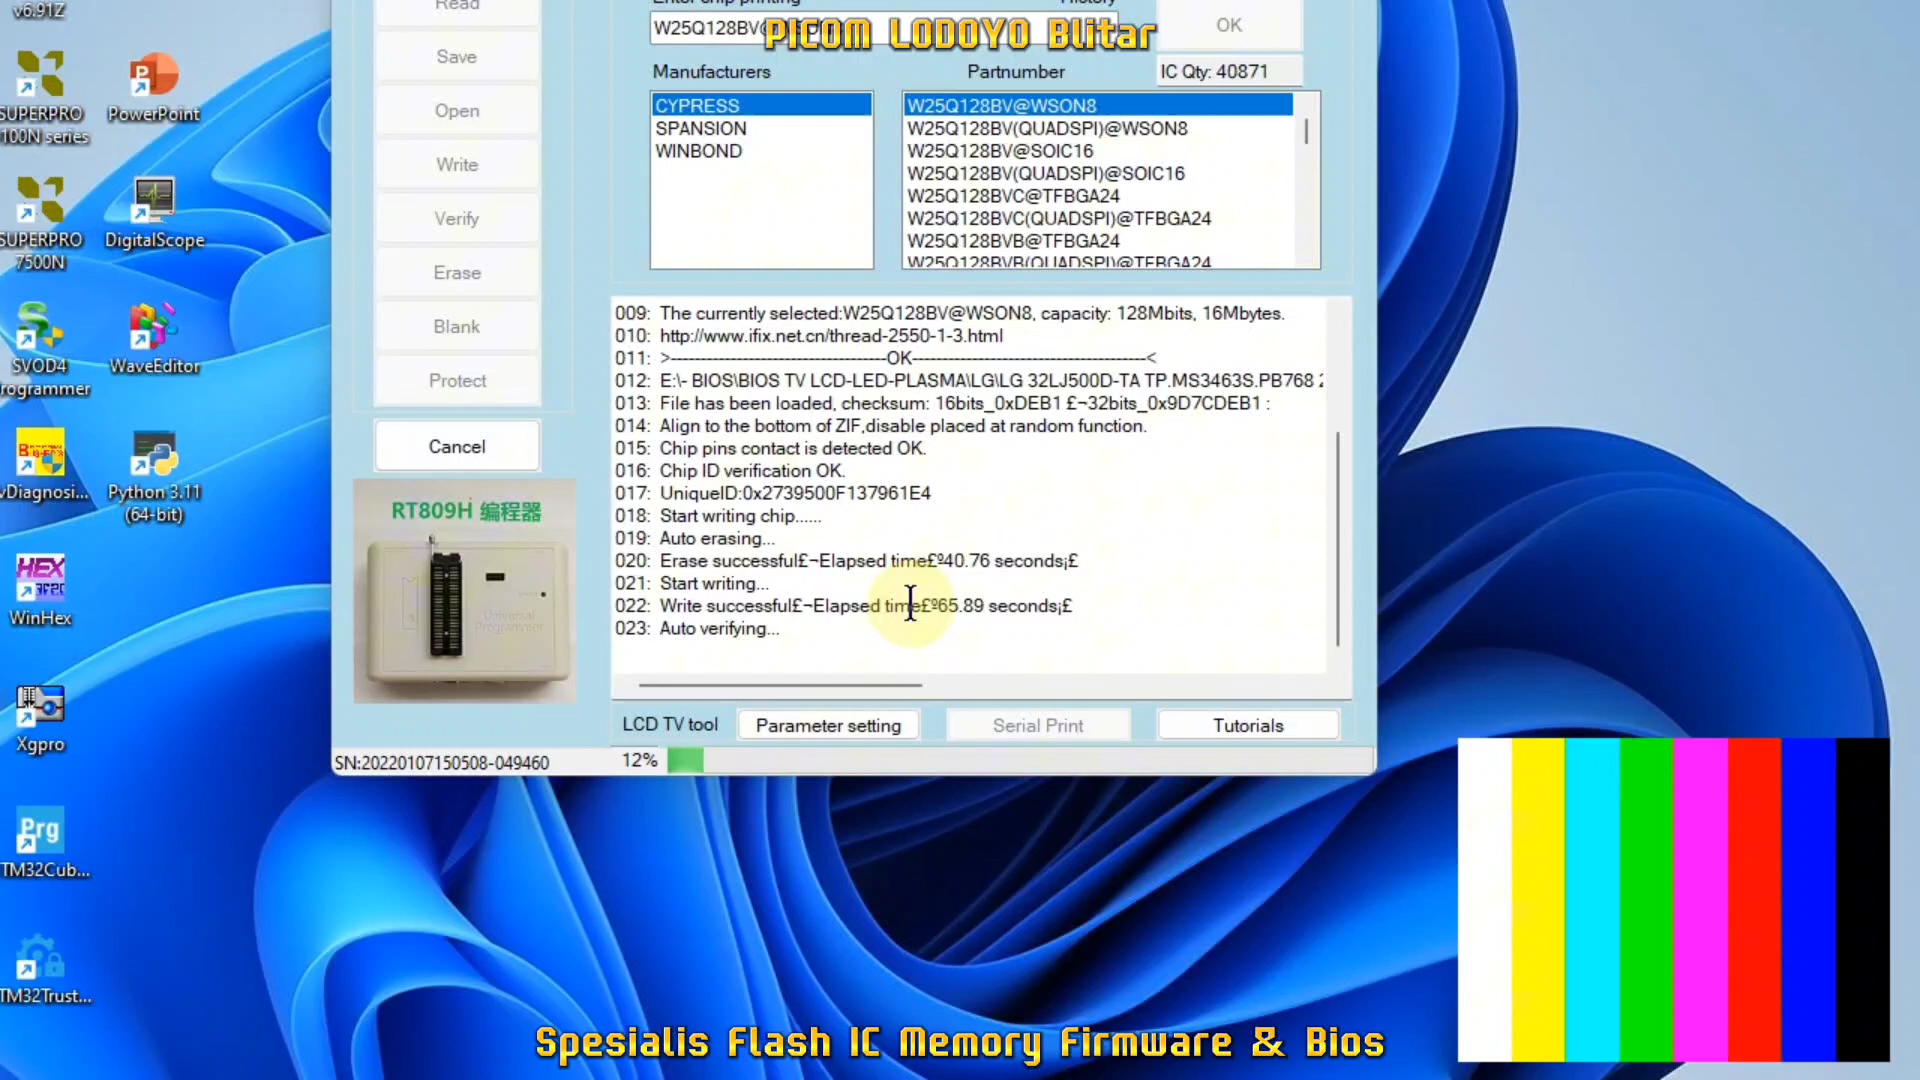 v6.91Z
SUPERPRO
100N series
PowerPoint
SUPERPRO
7500N
DigitalScope
SVOD4
rogrammer
WaveEditor
vDiagnosi...
Python 3.11
(64-bit)
WinHex
Xgpro
Prg
TM32Cub...
TM32Trust...
Read
Save
Open
Write
Verify
Erase
Blank
Protect
Cancel
RT809H 编程器
Universal
Programmer
SN:20220107150508-049460
PICOM LODOYO Blitar
W25Q128BV@
OK
Manufacturers
Partnumber
IC Qty: 40871
CYPRESS
SPANSION
WINBOND
W25Q128BV@WSON8
W25Q128BV(QUADSPI)@WSON8
W25Q128BV@SOIC16
W25Q128BV(QUADSPI)@SOIC16
W25Q128BVC@TFBGA24
W25Q128BVC(QUADSPI)@TFBGA24
W25Q128BVB@TFBGA24
W25Q128BVB(QUADSPI)@TFBGA24
009: The currently selected:W25Q128BV@WSON8, capacity: 128Mbits, 16Mbytes.
010: http://www.ifix.net.cn/thread-2550-1-3.html
011: >------------------------------------OK---------------------------------------<
012: E:\- BIOS\BIOS TV LCD-LED-PLASMA\LG\LG 32LJ500D-TA TP.MS3463S.PB768 2
013: File has been loaded, checksum: 16bits_0xDEB1 £¬32bits_0x9D7CDEB1 :
014: Align to the bottom of ZIF,disable placed at random function.
015: Chip pins contact is detected OK.
016: Chip ID verification OK.
017: UniqueID:0x2739500F137961E4
018: Start writing chip......
019: Auto erasing...
020: Erase successful£¬Elapsed time£º40.76 seconds¡£
021: Start writing...
022: Write successful£¬Elapsed time£º65.89 seconds¡£
023: Auto verifying...
LCD TV tool
Parameter setting
Serial Print
Tutorials
12%
Spesialis Flash IC Memory Firmware & Bios